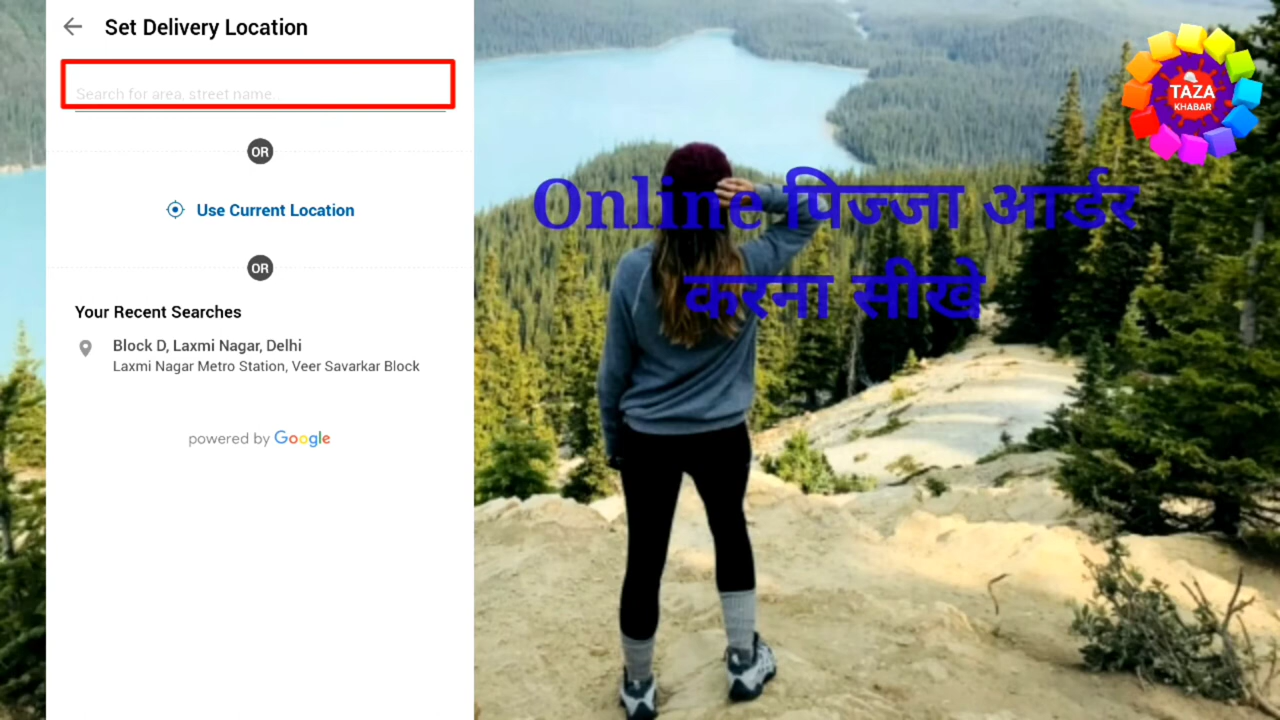 Set Delivery Location
Search for area, street name
OR
Use Current Location
OR
Your Recent Searches
Block D, Laxmi Nagar, Delhi
Laxmi Nagar Metro Station, Veer Savarkar Block
powered by Google
Online पिज्जा आर्डर
करना सीखे
TAZA
KHABAR